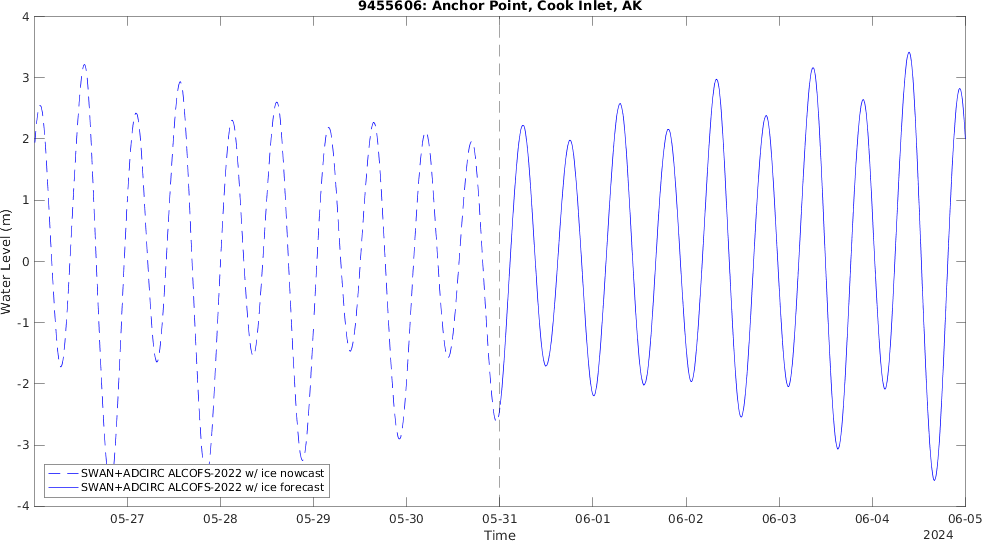 9455606: Anchor Point, Cook Inlet, AK
4
3
2
1
0
-1
-2
-3
-4
Water Level (m)
SWAN+ADCIRC ALCOFS-2022 w/ ice nowcast
SWAN+ADCIRC ALCOFS-2022 w/ ice forecast
05-27 05-28 05-29 05-30 05-31 06-01 06-02 06-03 06-04 06-05
Time
2024